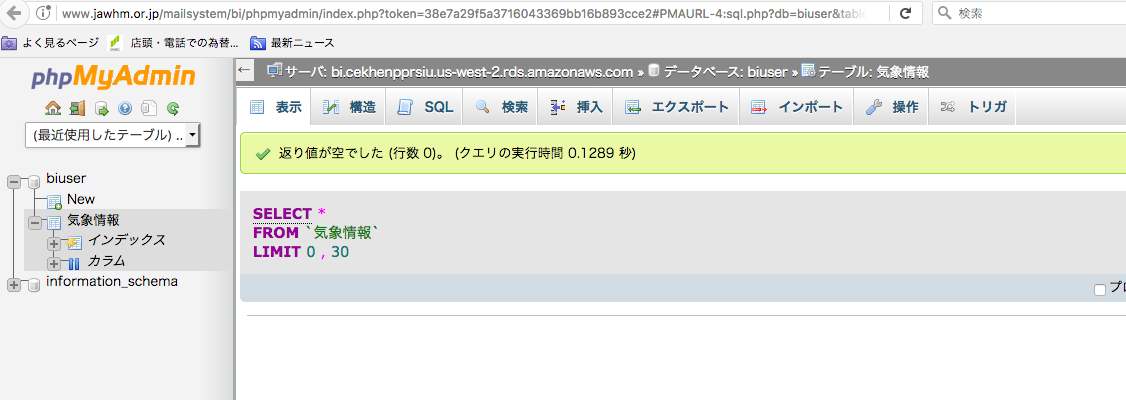 www.jawhm.or.jp/mailsystem/bi/phpmyadmin/index.php?token=38e7a29f5a3716043369bb16b893cce2#PMAURL-4:sql.php?db=biuser&tabl
検索
よく見るページ 店頭・電話での為替... 最新ニュース
phpMyAdmin
(最近使用したテーブル) ..
biuser
New
気象情報
インデックス
カラム
information_schema
サーバ: bi.cekhenpprsiu.us-west-2.rds.amazonaws.com » データベース: biuser » テーブル: 気象情報
表示 構造 SQL 検索 挿入 エクスポート インポート 操作 トリガ
返り値が空でした (行数 0)。 (クエリの実行時間 0.1289 秒)
SELECT *
FROM `気象情報`
LIMIT 0 , 30
プロ